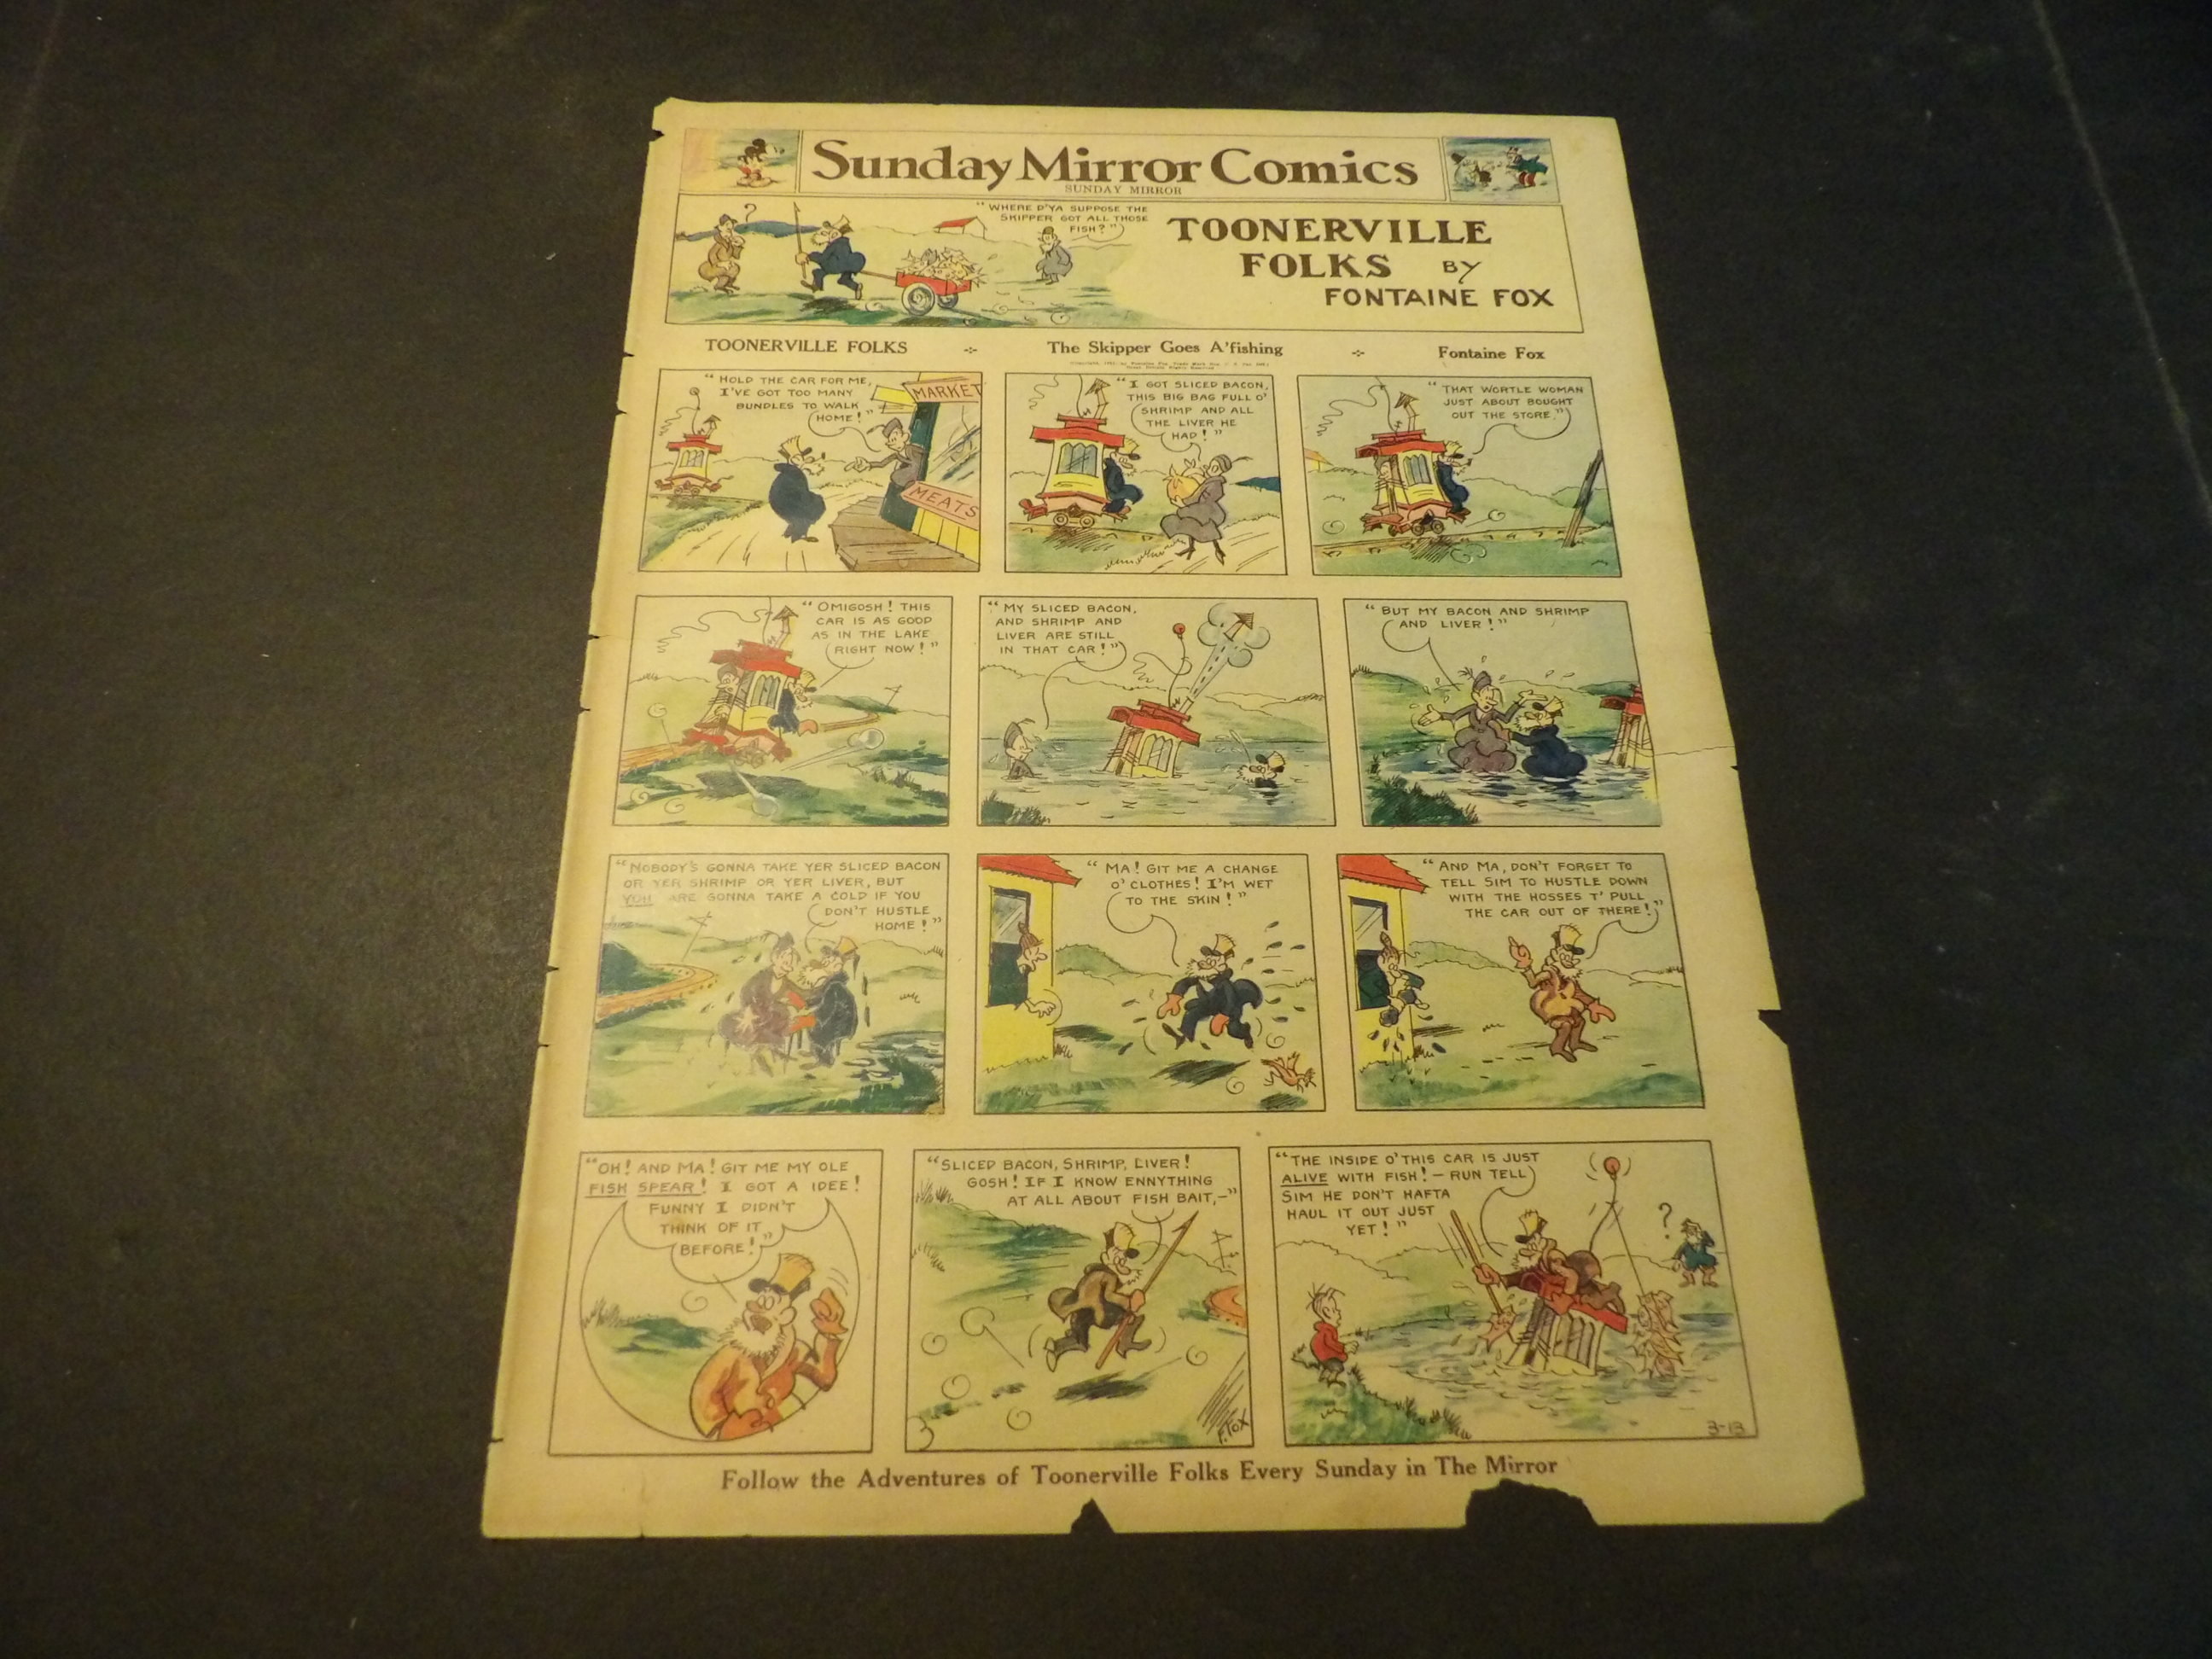 Sunday Mirror Comics
SUNDAY MIRROR
?
"WHERE D'YA SUPPOSE THE
SKIPPER GOT ALL THOSE
FISH?"
TOONERVILLE
FOLKS BY
FONTAINE FOX
TOONERVILLE FOLKS
The Skipper Goes A'fishing
Fontaine Fox
"HOLD THE CAR FOR ME,
I'VE GOT TOO MANY
BUNDLES TO WALK
HOME!"
MARKET
MEATS
"I GOT SLICED BACON,
THIS BIG BAG FULL O'
SHRIMP AND ALL
THE LIVER HE
HAD!"
"THAT WORTLE WOMAN
JUST ABOUT BOUGHT
OUT THE STORE."
"OMIGOSH! THIS
CAR IS AS GOOD
AS IN THE LAKE
RIGHT NOW!"
"MY SLICED BACON,
AND SHRIMP AND
LIVER ARE STILL
IN THAT CAR!"
"BUT MY BACON AND SHRIMP
AND LIVER!"
"NOBODY'S GONNA TAKE YER SLICED BACON
OR YER SHRIMP OR YER LIVER, BUT
YOU ARE GONNA TAKE A COLD IF YOU
DON'T HUSTLE
HOME!"
"MA! GIT ME A CHANGE
O' CLOTHES! I'M WET
TO THE SKIN!"
"AND MA, DON'T FORGET TO
TELL SIM TO HUSTLE DOWN
WITH THE HOSSES T' PULL
THE CAR OUT OF THERE!"
"OH! AND MA! GIT ME MY OLE
FISH SPEAR! I GOT A IDEE!
FUNNY I DIDN'T
THINK OF IT
BEFORE!"
"SLICED BACON, SHRIMP, LIVER!
GOSH! IF I KNOW ENNYTHING
AT ALL ABOUT FISH BAIT,-"
F. FOX
"THE INSIDE O' THIS CAR IS JUST
ALIVE WITH FISH! - RUN TELL
SIM HE DON'T HAFTA
HAUL IT OUT JUST
YET!"
?
3-13
Follow the Adventures of Toonerville Folks Every Sunday in The Mirror